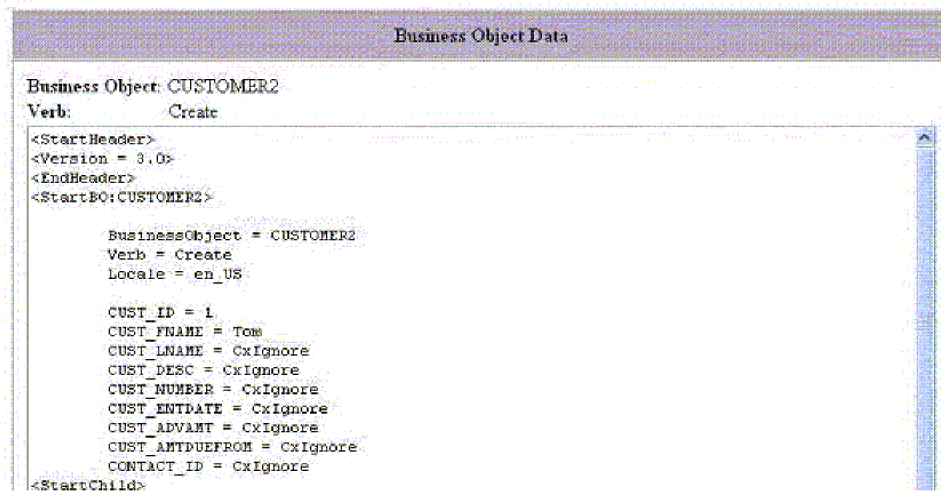 Business Object Data
Business Object: CUSTOMER2
Verb: Create
<StartHeader>
<Version = 3.0>
<EndHeader>
<StartBO:CUSTOMER2>
BusinessObject = CUSTOMER2
Verb = Create
Locale = en_US
CUST_ID = 1
CUST_FNAME = Tom
CUST_LNAME = CxIgnore
CUST_DESC = CxIgnore
CUST_NUMBER = CxIgnore
CUST_ENTDATE = CxIgnore
CUST_ADVAMT = CxIgnore
CUST_AMTDUEFROM = CxIgnore
CONTACT_ID = CxIgnore
<StartChild>